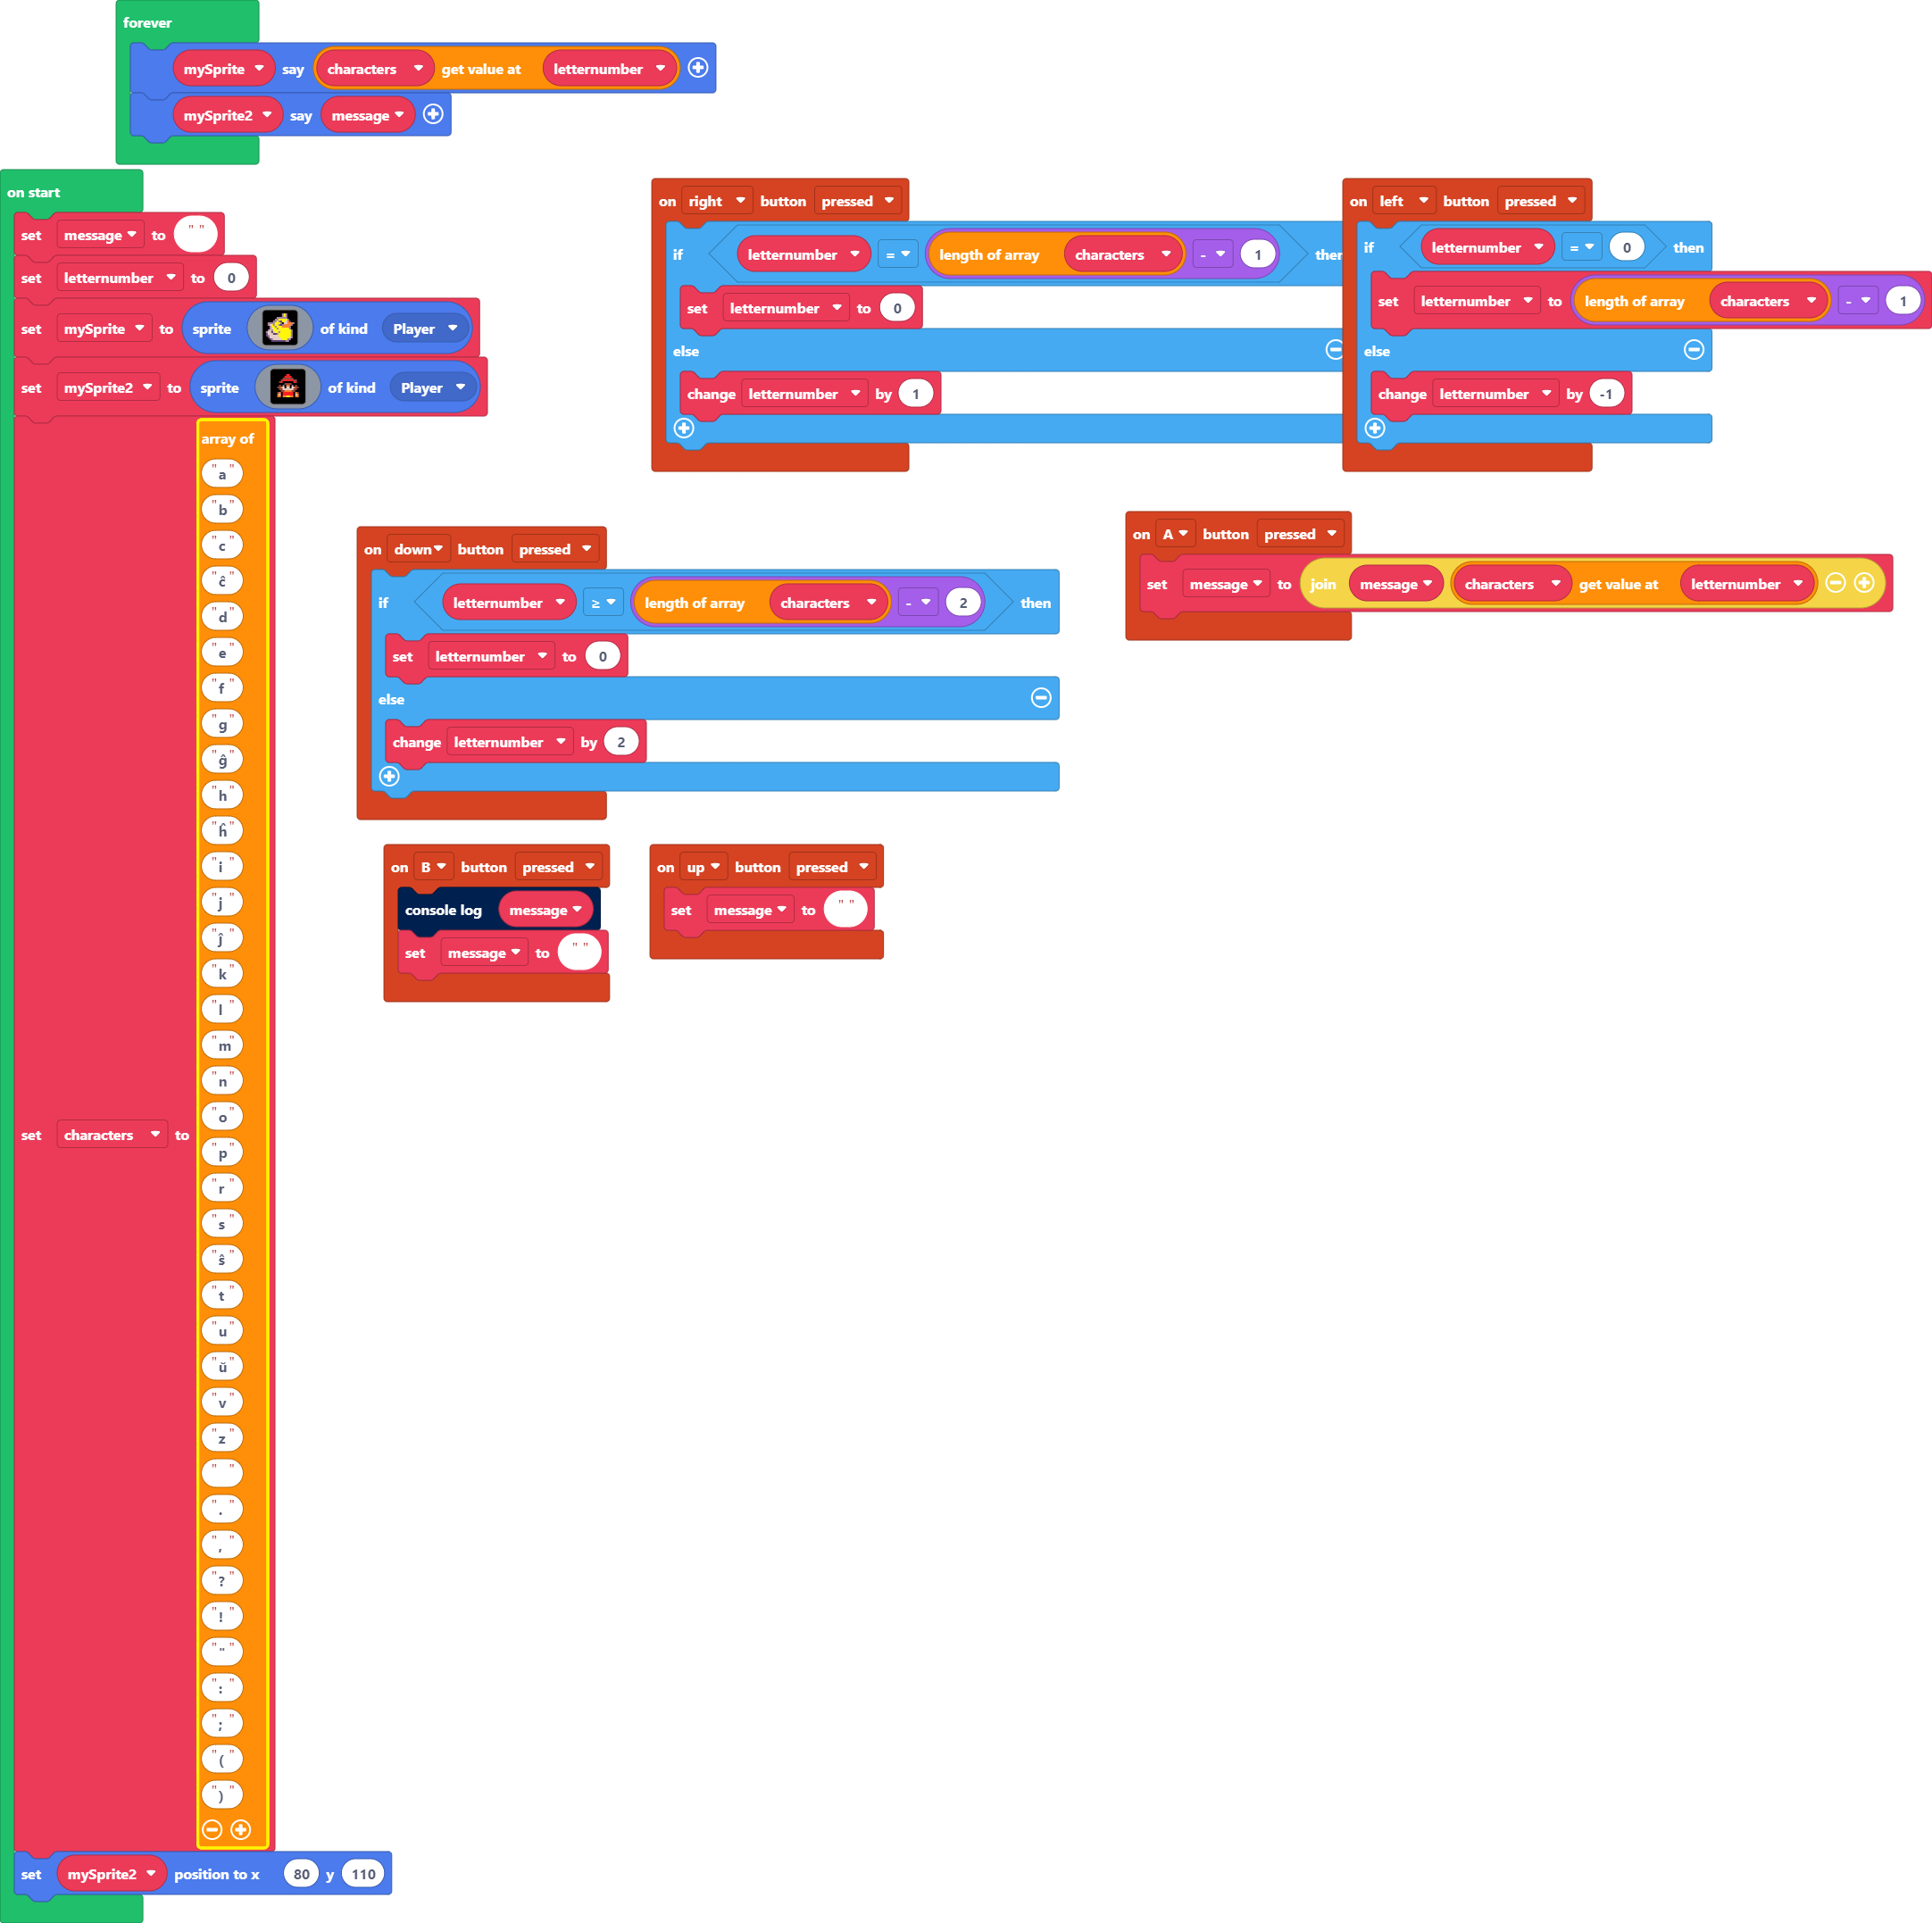 forever
mySprite say characters get value at letternumber
mySprite2 say message
on start
set message to " "
set letternumber to 0
set mySprite to sprite of kind Player
set mySprite2 to sprite of kind Player
set characters to array of
"a"
"b"
"c"
"ĉ"
"d"
"e"
"f"
"g"
"ĝ"
"h"
"ĥ"
"i"
"j"
"ĵ"
"k"
"l"
"m"
"n"
"o"
"p"
"r"
"s"
"ŝ"
"t"
"u"
"ŭ"
"v"
"z"
" "
"."
","
"?"
"!"
"""
":"
";"
"("
")"
set mySprite2 position to x 80 y 110
on right button pressed
if letternumber = length of array characters - 1 then
set letternumber to 0
else
change letternumber by 1
on left button pressed
if letternumber = 0 then
set letternumber to length of array characters - 1
else
change letternumber by -1
on down button pressed
if letternumber ≥ length of array characters - 2 then
set letternumber to 0
else
change letternumber by 2
on A button pressed
set message to join message characters get value at letternumber
on B button pressed
console log message
set message to " "
on up button pressed
set message to " "